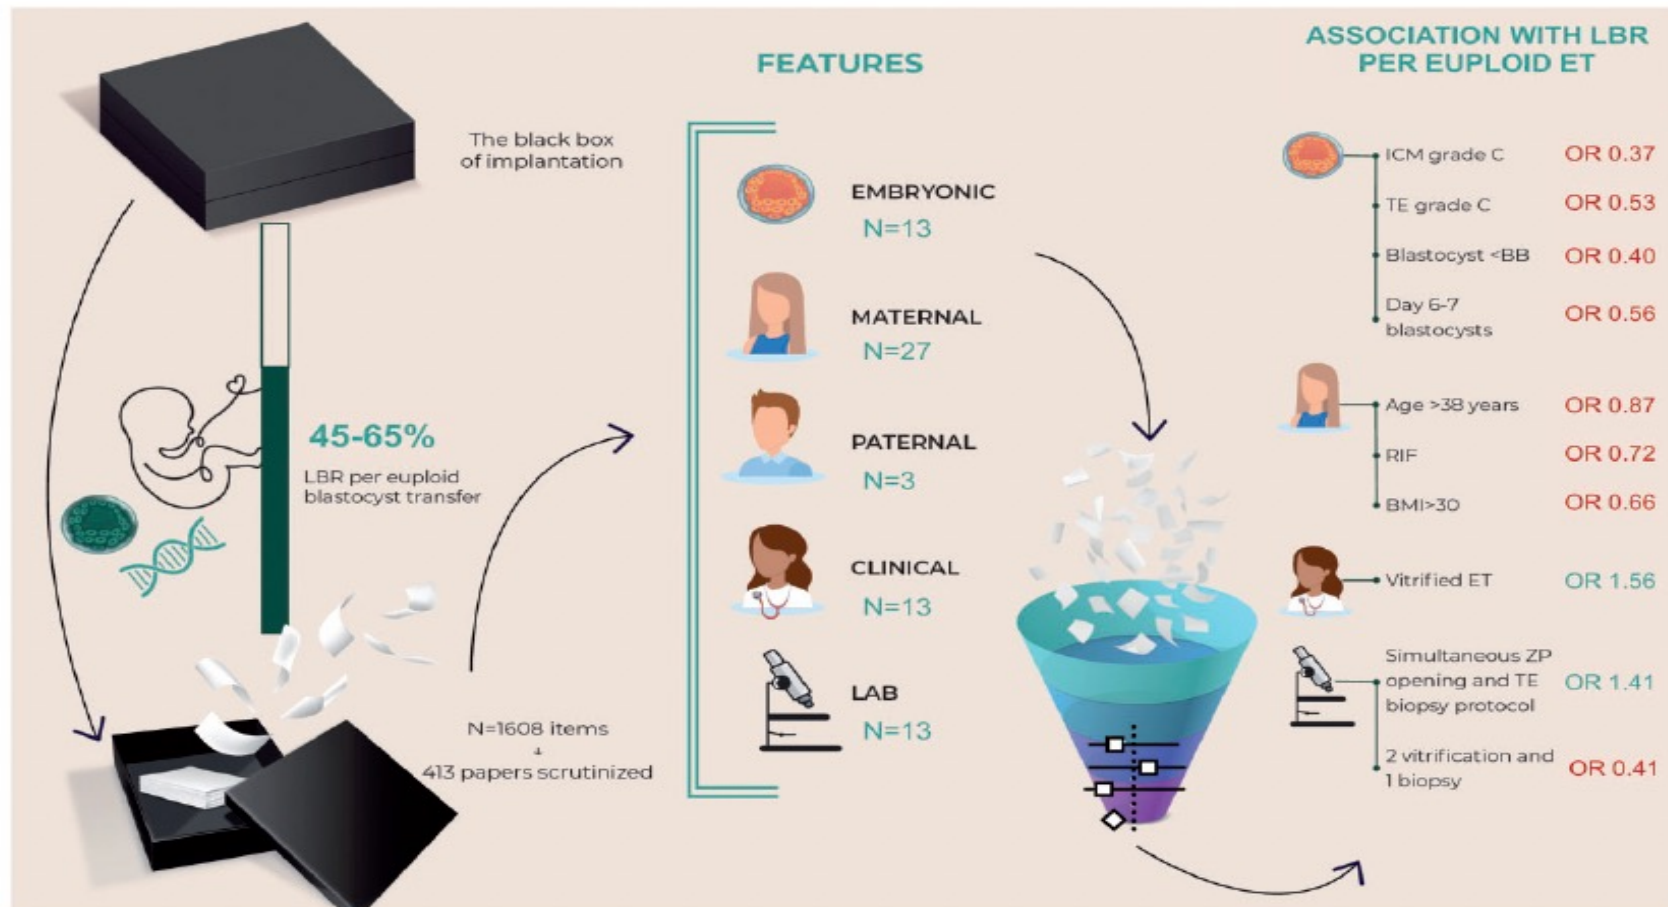 The black box
of implantation
45-65%
LBR per euploid
blastocyst transfer
N=1608 items
+
413 papers scrutinized
FEATURES
EMBRYONIC
N=13
MATERNAL
N=27
PATERNAL
N=3
CLINICAL
N=13
LAB
N=13
ASSOCIATION WITH LBR
PER EUPLOID ET
ICM grade C OR 0.37
TE grade C OR 0.53
Blastocyst <BB OR 0.40
Day 6-7
blastocysts OR 0.56
Age >38 years OR 0.87
RIF OR 0.72
BMI>30 OR 0.66
Vitrified ET OR 1.56
Simultaneous ZP
opening and TE OR 1.41
biopsy protocol
2 vitrification and
1 biopsy OR 0.41